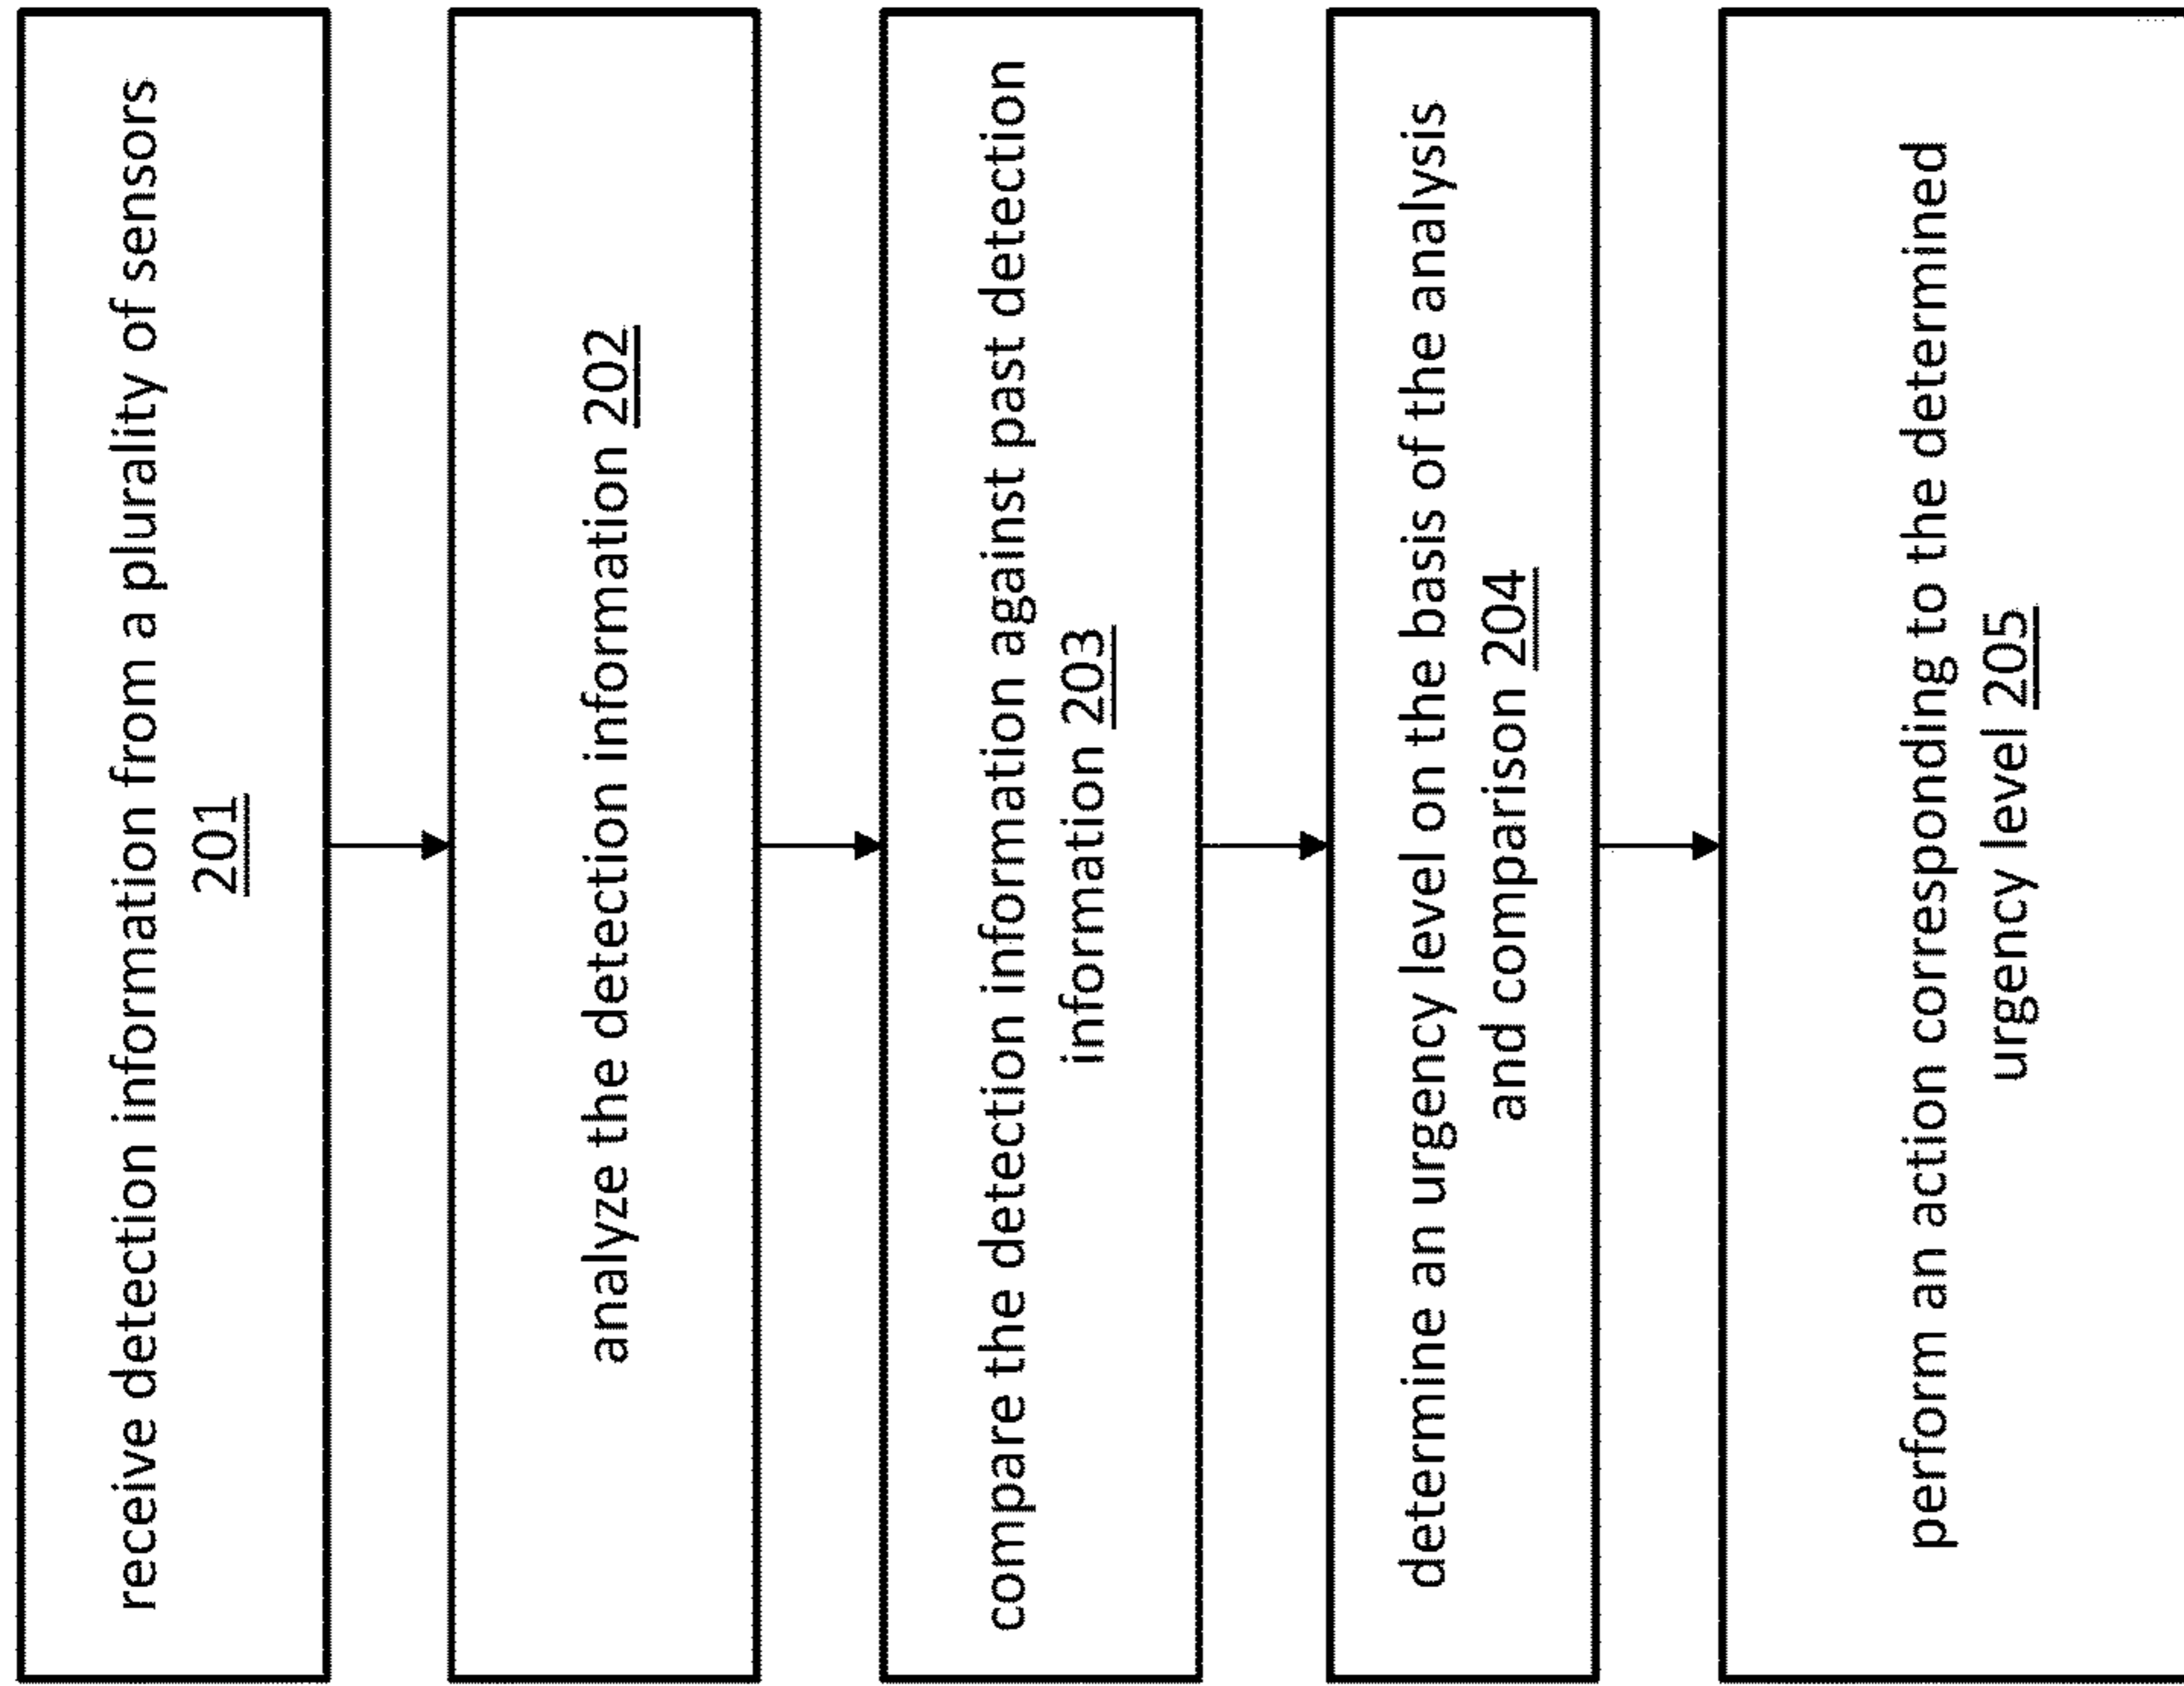 receive detection information from a plurality of sensors
201
analyze the detection information 202
compare the detection information against past detection
information 203
determine an urgency level on the basis of the analysis
and comparison 204
perform an action corresponding to the determined
urgency level 205